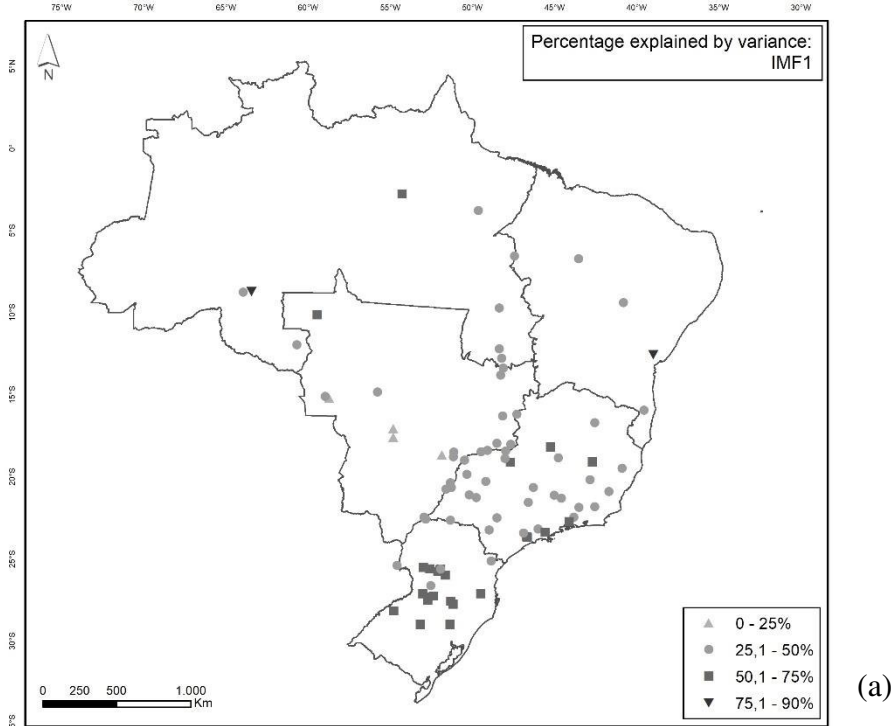 75°W 70°W 65°W 60°W 55°W 50°W 45°W 40°W 35°W 30°W
Percentage explained by variance:
IMF1
N
5°N
0°
5°S
10°S
15°S
20°S
25°S
30°S
5°S
0 - 25%
25,1 - 50%
50,1 - 75%
75,1 - 90%
0 250 500 1.000
Km
(a)